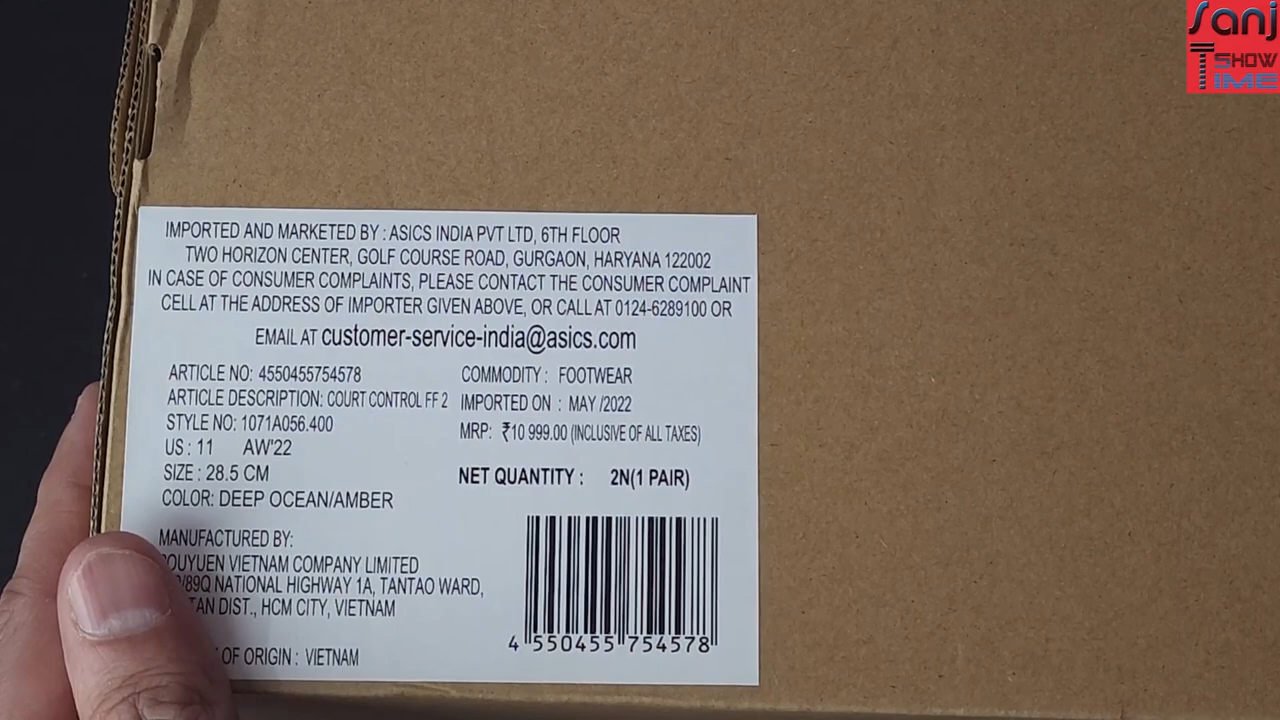 Sanj
SHOW
TIME
IMPORTED AND MARKETED BY : ASICS INDIA PVT LTD, 6TH FLOOR
TWO HORIZON CENTER, GOLF COURSE ROAD, GURGAON, HARYANA 122002
IN CASE OF CONSUMER COMPLAINTS, PLEASE CONTACT THE CONSUMER COMPLAINT
CELL AT THE ADDRESS OF IMPORTER GIVEN ABOVE, OR CALL AT 0124-6289100 OR
EMAIL AT customer-service-india@asics.com
ARTICLE NO: 4550455754578
ARTICLE DESCRIPTION: COURT CONTROL FF 2
STYLE NO: 1071A056.400
US : 11 AW'22
SIZE : 28.5 CM
COLOR: DEEP OCEAN/AMBER
COMMODITY : FOOTWEAR
IMPORTED ON : MAY /2022
MRP: ₹10 999.00 (INCLUSIVE OF ALL TAXES)
NET QUANTITY : 2N(1 PAIR)
MANUFACTURED BY:
VIETNAM COMPANY LIMITED
NATIONAL HIGHWAY 1A, TANTAO WARD,
DIST., HCM CITY, VIETNAM
OF ORIGIN : VIETNAM
4 550455 754578